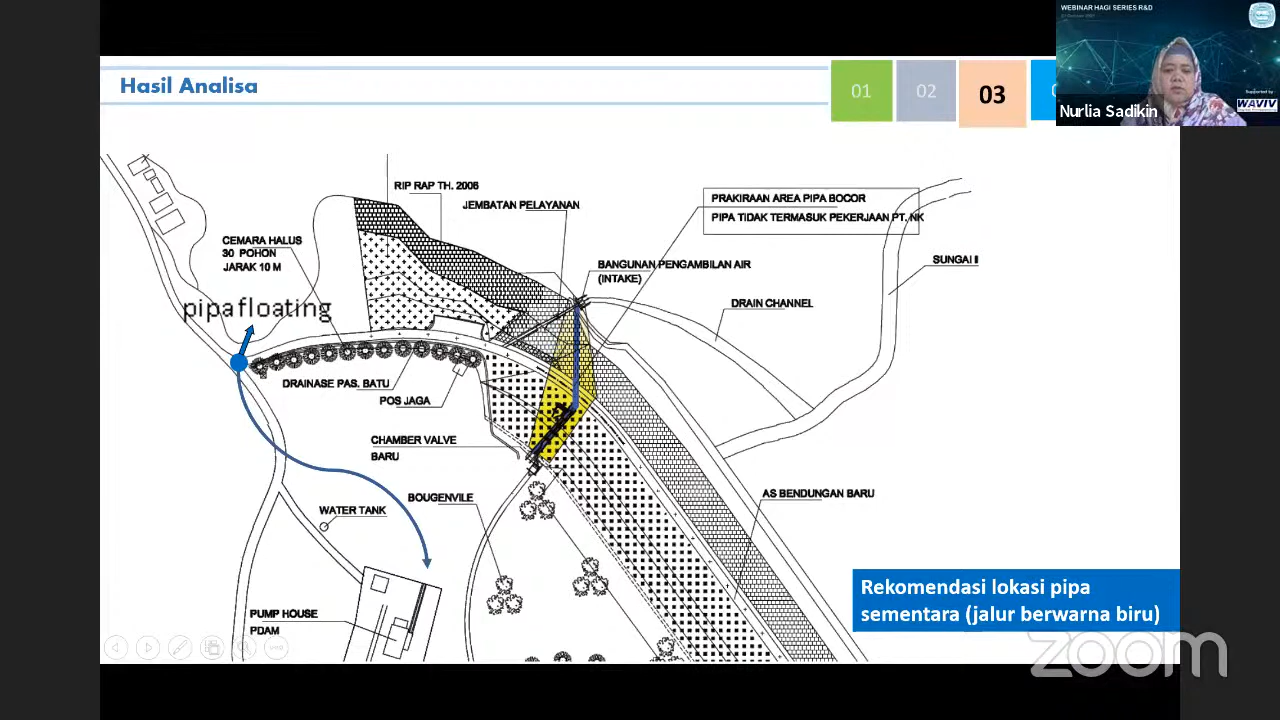 WEBINAR HAGI SERIES R&D
Supported by :
WAVIV
Nurlia Sadikin
Hasil Analisa
01
02
03
RIP RAP TH. 2006
JEMBATAN PELAYANAN
PRAKIRAAN AREA PIPA BOCOR
PIPA TIDAK TERMASUK PEKERJAAN PT. NK
CEMARA HALUS
30 POHON
JARAK 10 M
BANGUNAN PENGAMBILAN AIR
(INTAKE)
SUNGAI II
pipa floating
DRAIN CHANNEL
DRAINASE PAS. BATU
POS JAGA
CHAMBER VALVE
BARU
BOUGENVILE
AS BENDUNGAN BARU
WATER TANK
PUMP HOUSE
PDAM
Rekomendasi lokasi pipa
sementara (jalur berwarna biru)
zoom